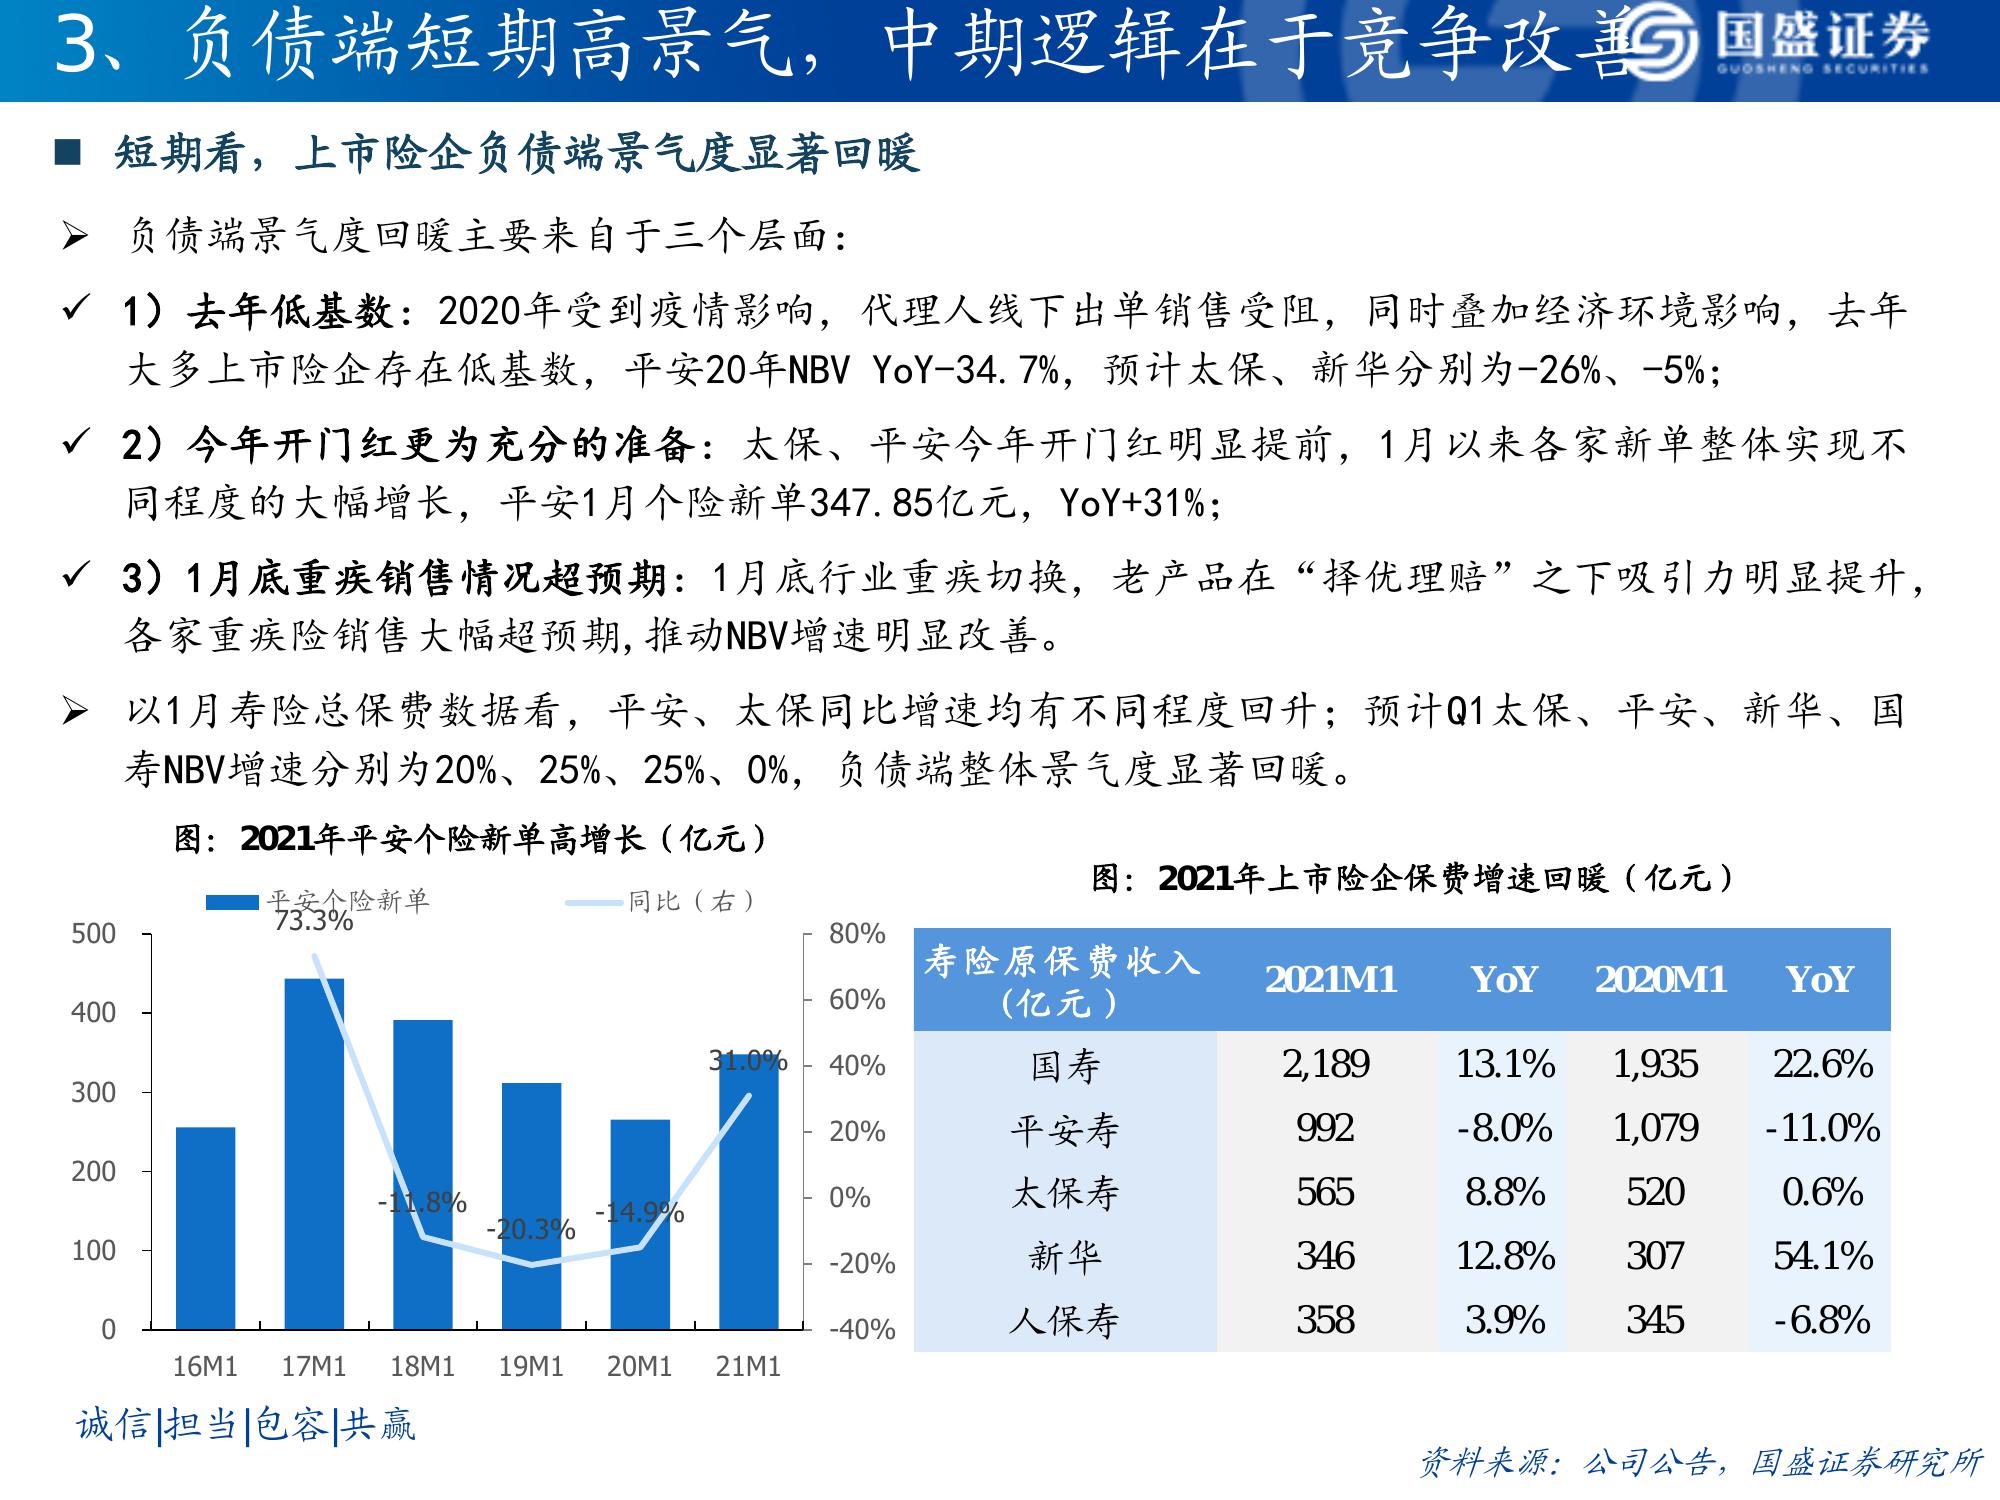 3、负债端短期高景气，中期逻辑在于竞争改善
国盛证券
GUOSHENG SECURITIES
■ 短期看，上市险企负债端景气度显著回暖
➢ 负债端景气度回暖主要来自于三个层面：
✓ 1）去年低基数：2020年受到疫情影响，代理人线下出单销售受阻，同时叠加经济环境影响，去年
大多上市险企存在低基数，平安20年NBV YoY-34.7%，预计太保、新华分别为-26%、-5%；
✓ 2）今年开门红更为充分的准备：太保、平安今年开门红明显提前，1月以来各家新单整体实现不
同程度的大幅增长，平安1月个险新单347.85亿元，YoY+31%；
✓ 3）1月底重疾销售情况超预期：1月底行业重疾切换，老产品在“择优理赔”之下吸引力明显提升，
各家重疾险销售大幅超预期,推动NBV增速明显改善。
➢ 以1月寿险总保费数据看，平安、太保同比增速均有不同程度回升；预计Q1太保、平安、新华、国
寿NBV增速分别为20%、25%、25%、0%，负债端整体景气度显著回暖。
图：2021年平安个险新单高增长（亿元）
平安个险新单 同比（右）
73.3%
-11.8%
-20.3%
-14.9%
31.0%
500
400
300
200
100
0
80%
60%
40%
20%
0%
-20%
-40%
16M1 17M1 18M1 19M1 20M1 21M1
图：2021年上市险企保费增速回暖（亿元）
寿险原保费收入
（亿元） 2021M1 YoY 2020M1 YoY
国寿 2,189 13.1% 1,935 22.6%
平安寿 992 -8.0% 1,079 -11.0%
太保寿 565 8.8% 520 0.6%
新华 346 12.8% 307 54.1%
人保寿 358 3.9% 345 -6.8%
诚信|担当|包容|共赢
资料来源：公司公告，国盛证券研究所